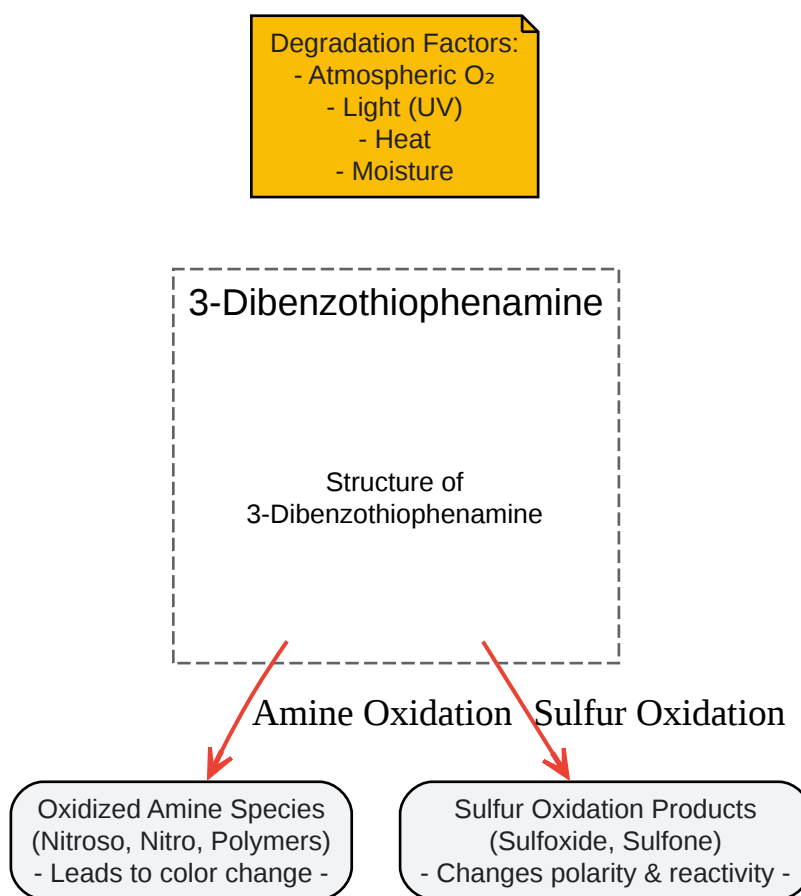 Degradation Factors:
- Atmospheric O₂
- Light (UV)
- Heat
- Moisture
3-Dibenzothiophenamine
Structure of
3-Dibenzothiophenamine
Amine Oxidation
Sulfur Oxidation
Oxidized Amine Species
(Nitroso, Nitro, Polymers)
- Leads to color change -
Sulfur Oxidation Products
(Sulfoxide, Sulfone)
- Changes polarity & reactivity -